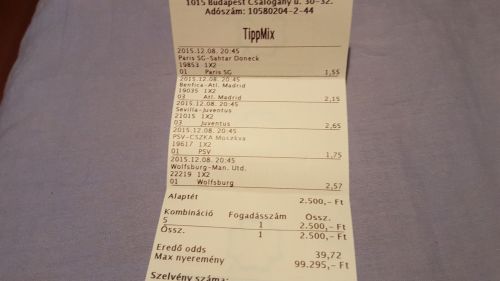 1015 Budapest Csalogány u. 30-32.
Adószám: 10580204-2-44
TippMix
2015.12.08. 20:45
Paris SG-Sahtar Doneck
19853 1X2
01 Paris SG 1,55
2015.12.08. 20:45
Benfica-Atl. Madrid
19035 1X2
03 Atl. Madrid 2,15
2015.12.08. 20:45
Sevilla-Juventus
21015 1X2
03 Juventus 2,65
2015.12.08. 20:45
PSV-CSZKA Moszkva
19617 1X2
01 PSV 1,75
2015.12.08. 20:45
Wolfsburg-Man. Utd.
22219 1X2
01 Wolfsburg 2,57
Alaptét 2.500,- Ft
Kombináció Fogadásszám Össz.
5 1 2.500,- Ft
Össz. 1 2.500,- Ft
Eredő odds 39,72
Max nyeremény 99.295,- Ft
Szelvény száma: